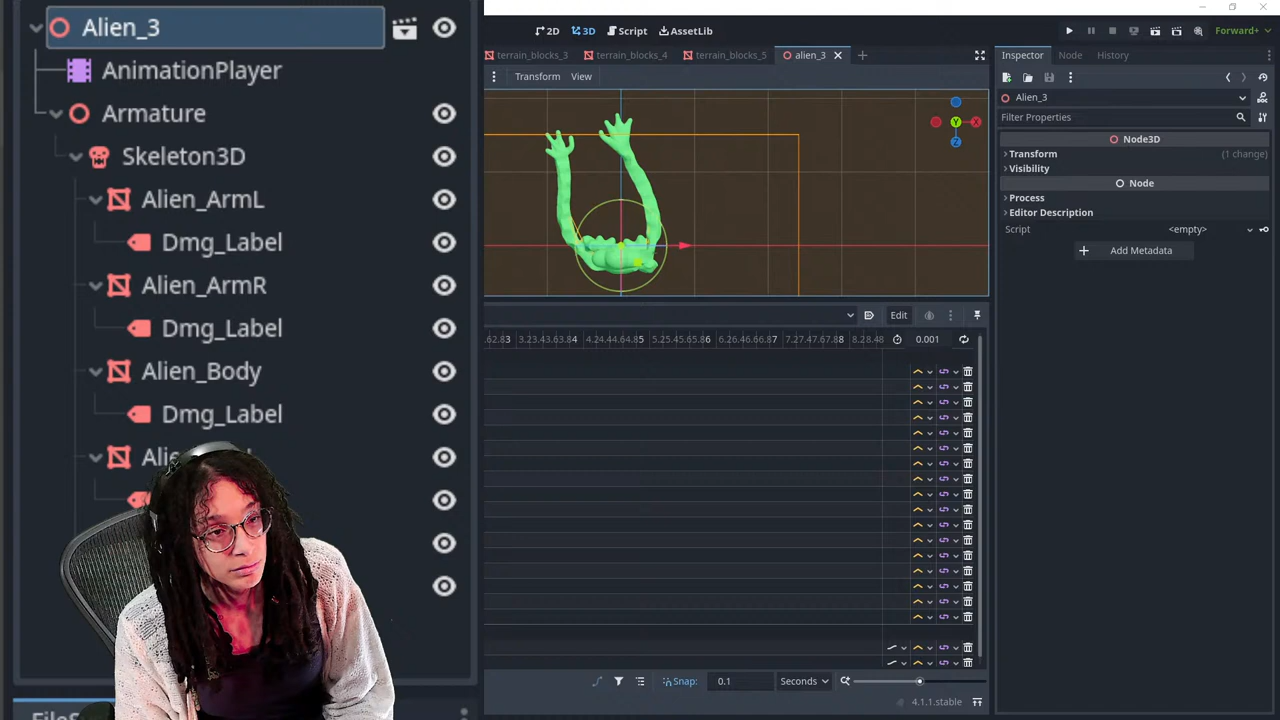 Alien_3
AnimationPlayer
Armature
Skeleton3D
Alien_ArmL
Dmg_Label
Alien_ArmR
Dmg_Label
Alien_Body
Dmg_Label
2D 3D Script AssetLib
Forward+
terrain_blocks_3 terrain_blocks_4 terrain_blocks_5 alien_3
Transform View
Y X Z
Edit
0.001
Snap: 0.1 Seconds
4.1.1.stable
Inspector Node History
Alien_3
Filter Properties
Node3D
Transform (1 change)
Visibility
Node
Process
Editor Description
Script <empty>
Add Metadata